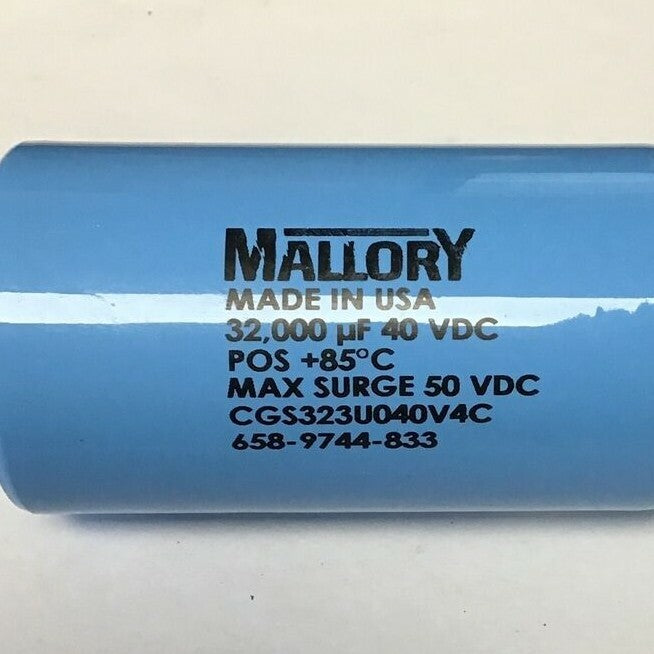 MALLORY
MADE IN USA
32,000 µF 40 VDC
POS +85°C
MAX SURGE 50 VDC
CGS323U040V4C
658-9744-833